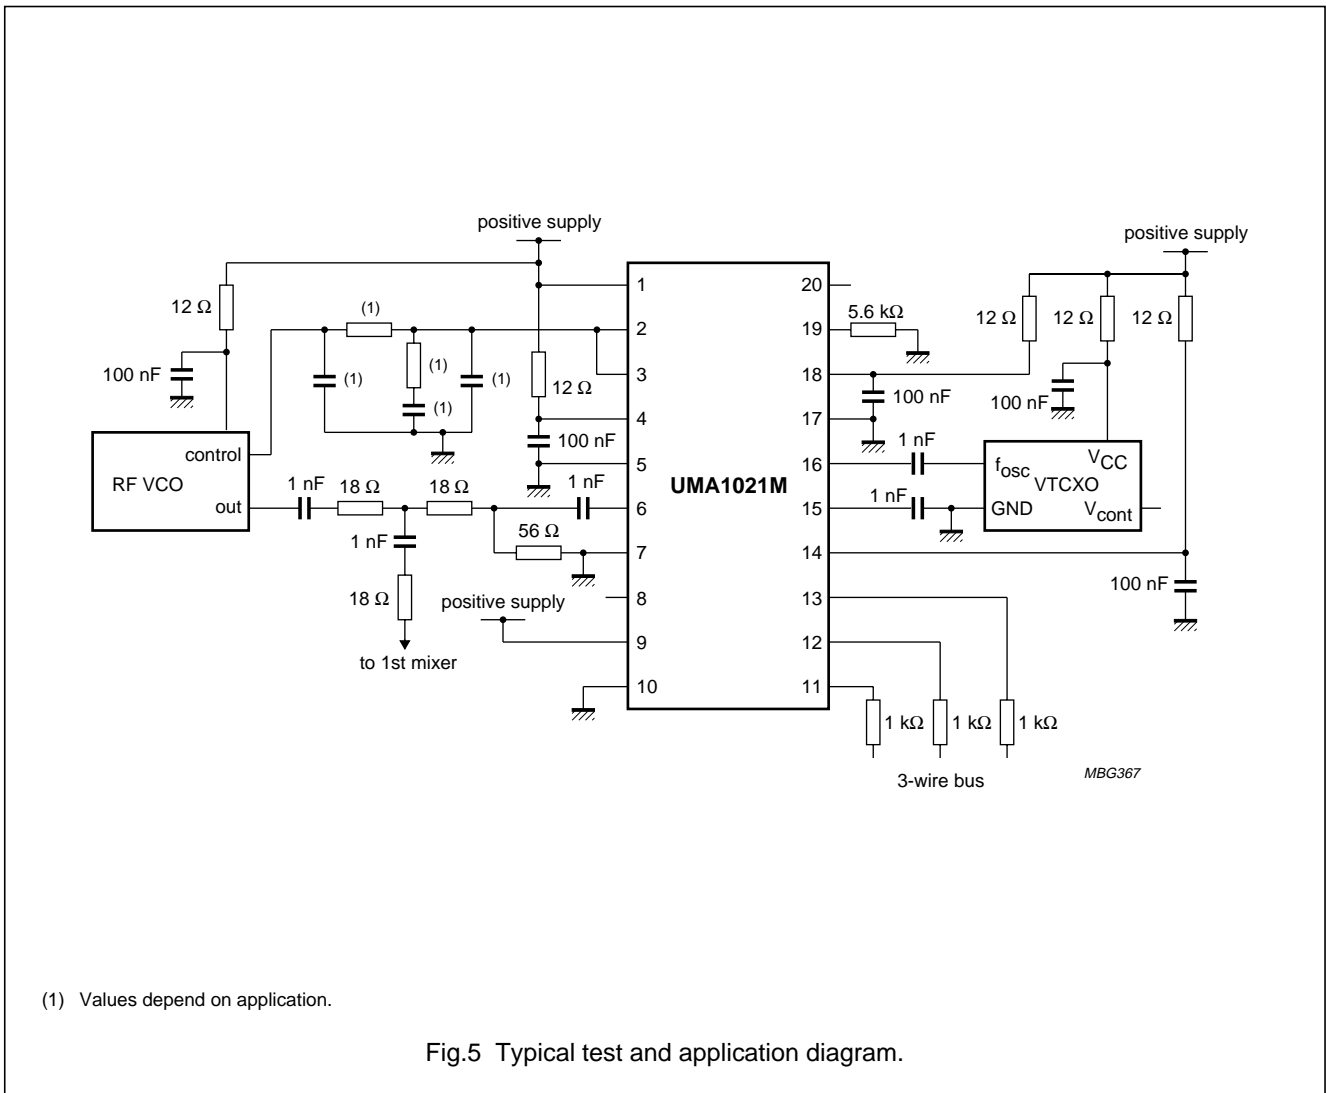 positive supply
positive supply
12 Ω
(1)
100 nF
(1)
(1)
(1)
(1)
12 Ω
100 nF
1
2
3
4
5
6
7
8
9
10
UMA1021M
20
19
18
17
16
15
14
13
12
11
5.6 kΩ
12 Ω
12 Ω
12 Ω
100 nF
100 nF
1 nF
1 nF
fosc
VCC
VTCXO
GND
Vcont
100 nF
control
RF VCO
out
1 nF
18 Ω
18 Ω
1 nF
1 nF
56 Ω
18 Ω
to 1st mixer
positive supply
1 kΩ
1 kΩ
1 kΩ
3-wire bus
MBG367
(1) Values depend on application.
Fig.5 Typical test and application diagram.